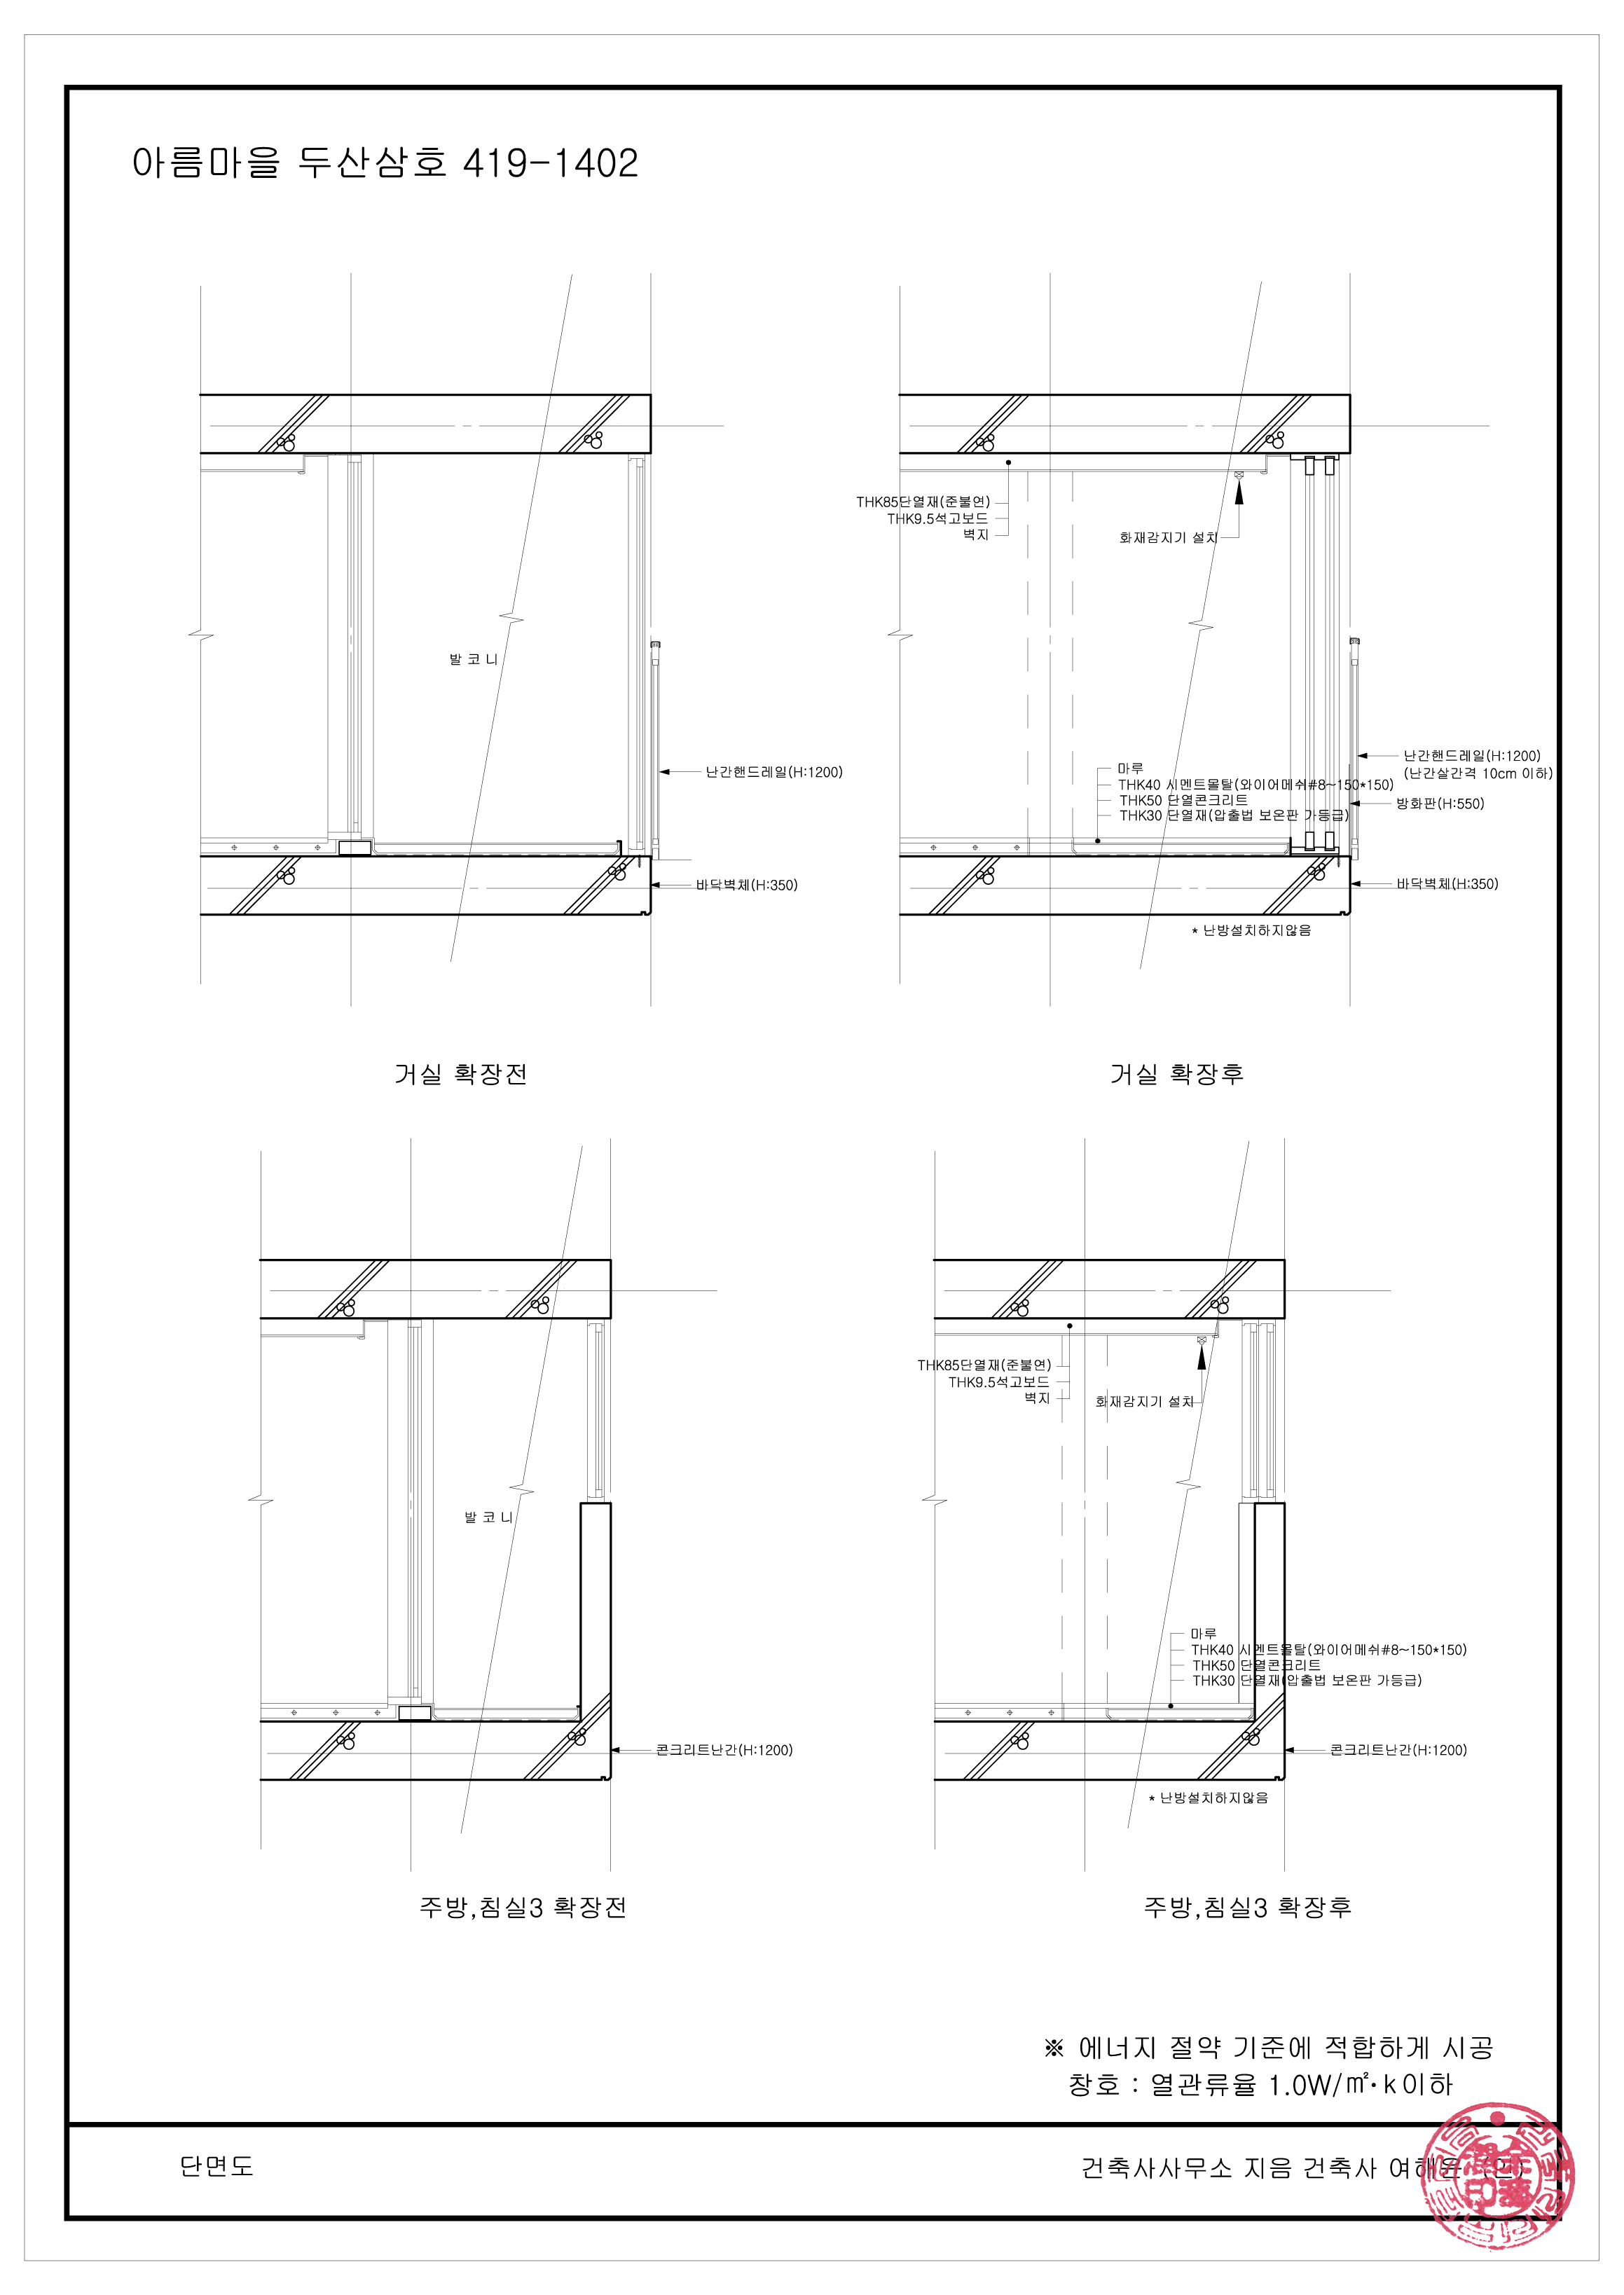 아름마을 두산삼호 419-1402
발 코 니
난간핸드레일(H:1200)
바닥벽체(H:350)
거실 확장전
THK85단열재(준불연)
THK9.5석고보드
벽지
화재감지기 설치
마루
THK40 시멘트몰탈(와이어메쉬#8~150*150)
THK50 단열콘크리트
THK30 단열재(압출법 보온판 가등급)
난간핸드레일(H:1200)
(난간살간격 10cm 이하)
방화판(H:550)
바닥벽체(H:350)
* 난방설치하지않음
거실 확장후
발 코 니
콘크리트난간(H:1200)
주방,침실3 확장전
THK85단열재(준불연)
THK9.5석고보드
벽지
화재감지기 설치
마루
THK40 시멘트몰탈(와이어메쉬#8~150*150)
THK50 단열콘크리트
THK30 단열재(압출법 보온판 가등급)
콘크리트난간(H:1200)
* 난방설치하지않음
주방,침실3 확장후
※ 에너지 절약 기준에 적합하게 시공
창호 : 열관류율 1.0W/㎡·k이하
단면도
건축사사무소 지음 건축사